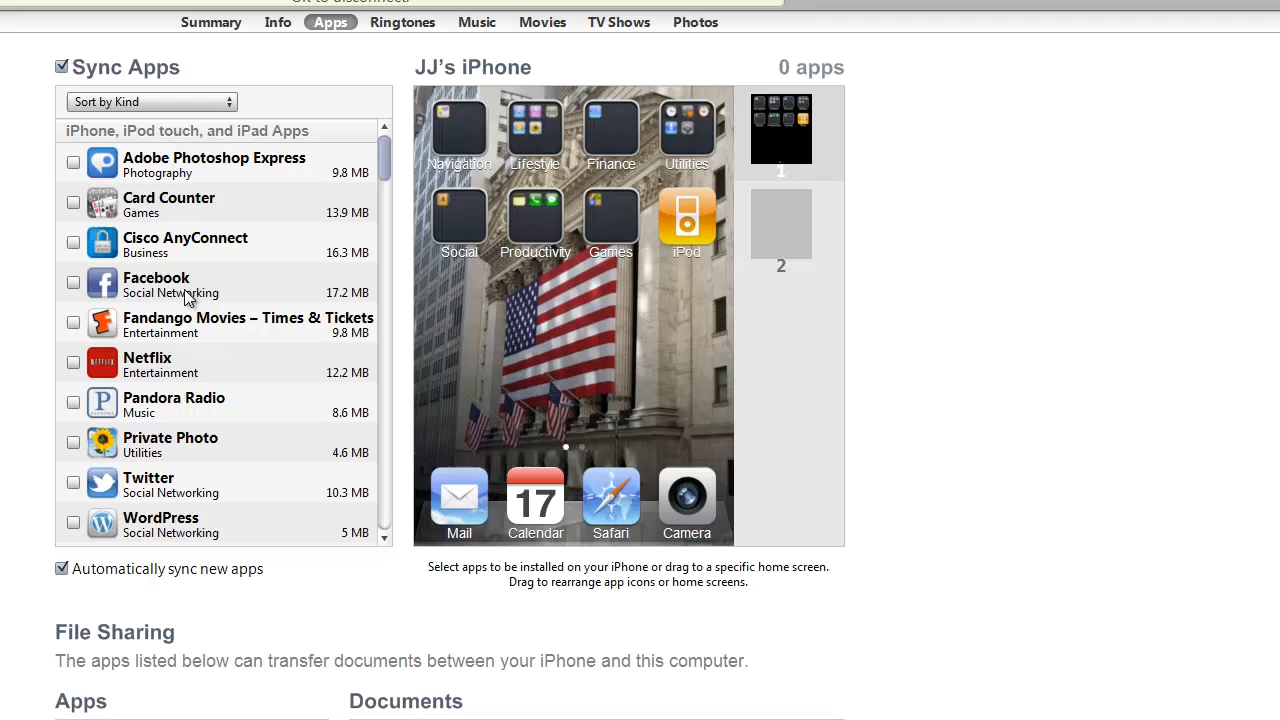 OK to disconnect.
Summary Info Apps Ringtones Music Movies TV Shows Photos
Sync Apps
JJ's iPhone
0 apps
Sort by Kind
iPhone, iPod touch, and iPad Apps
Adobe Photoshop Express
Photography 9.8 MB
Card Counter
Games 13.9 MB
Cisco AnyConnect
Business 16.3 MB
Facebook
Social Networking 17.2 MB
Fandango Movies – Times & Tickets
Entertainment 9.8 MB
Netflix
Entertainment 12.2 MB
Pandora Radio
Music 8.6 MB
Private Photo
Utilities 4.6 MB
Twitter
Social Networking 10.3 MB
WordPress
Social Networking 5 MB
Navigation Lifestyle Finance Utilities
Social Productivity Games iPod
NETFLIX
17
Mail Calendar Safari Camera
1
2
Automatically sync new apps
Select apps to be installed on your iPhone or drag to a specific home screen.
Drag to rearrange app icons or home screens.
File Sharing
The apps listed below can transfer documents between your iPhone and this computer.
Apps
Documents